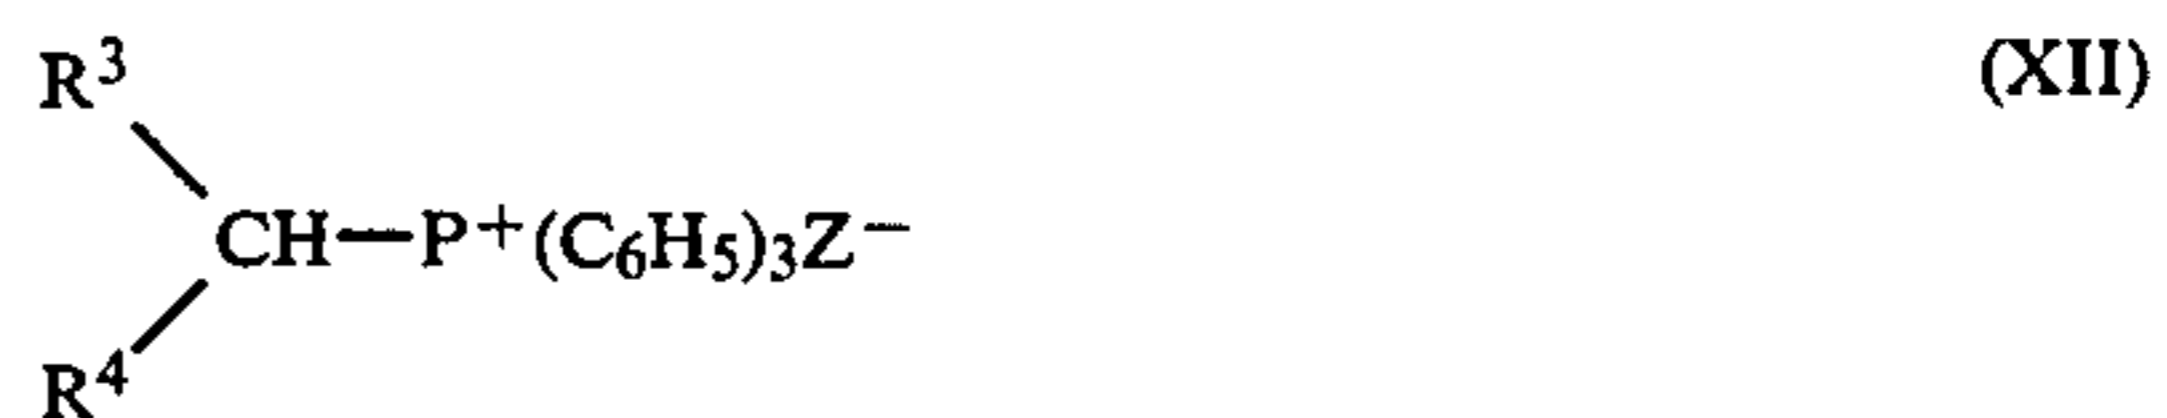 R³ (XII)
CH—P⁺(C₆H₅)₃Z⁻
R⁴